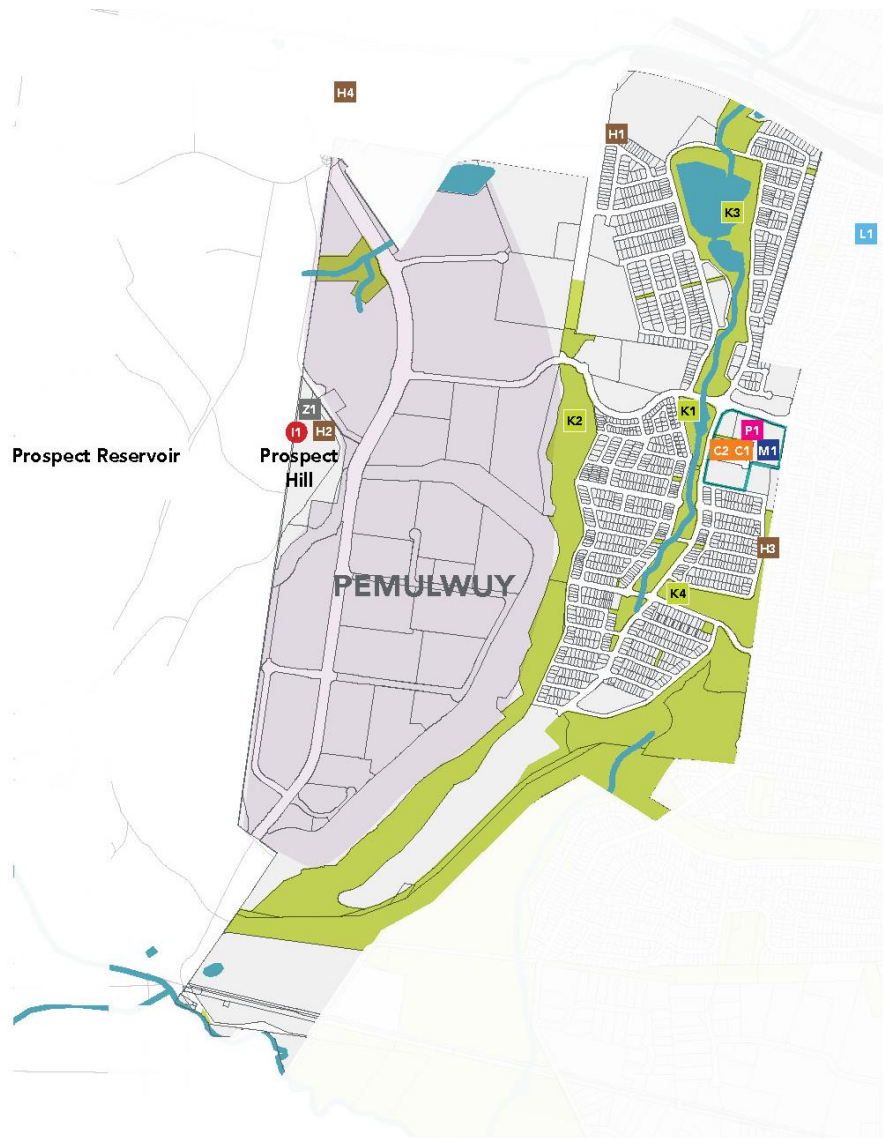 H4
H1
K3
L1
Z1
I1
H2
Prospect Reservoir
Prospect
Hill
K2
K1
P1
C2
C1
M1
H3
PEMULWUY
K4